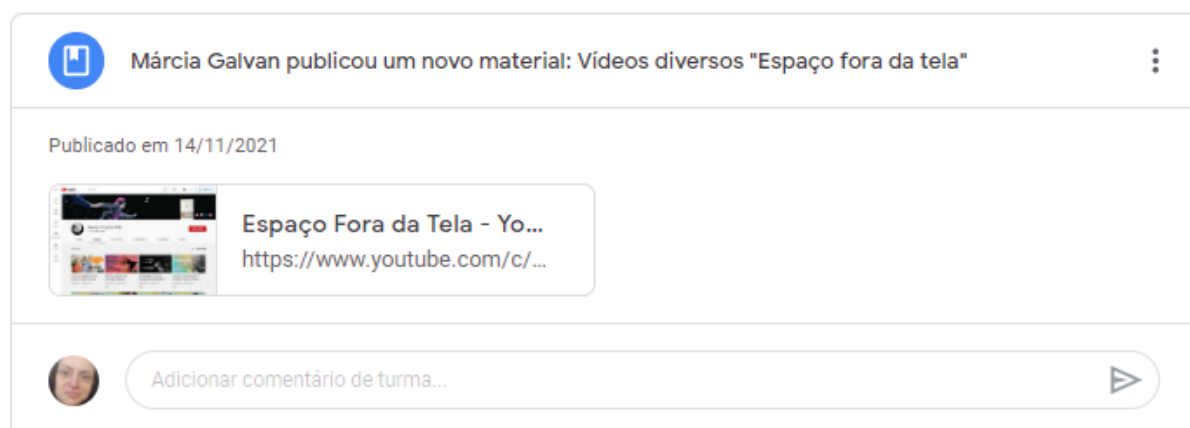 Márcia Galvan publicou um novo material: Vídeos diversos "Espaço fora da tela"
Publicado em 14/11/2021
Espaço Fora da Tela - Yo...
https://www.youtube.com/c/...
Adicionar comentário de turma...